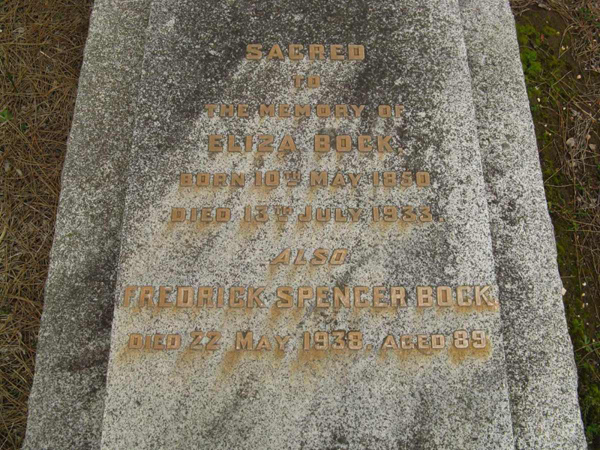 SACRED
TO
THE MEMORY OF
ELIZA BOCK.
BORN 10TH MAY 1850
DIED 13TH JULY 1933.
ALSO
FREDRICK SPENCER BOCK.
DIED 22 MAY 1938. AGED 89.